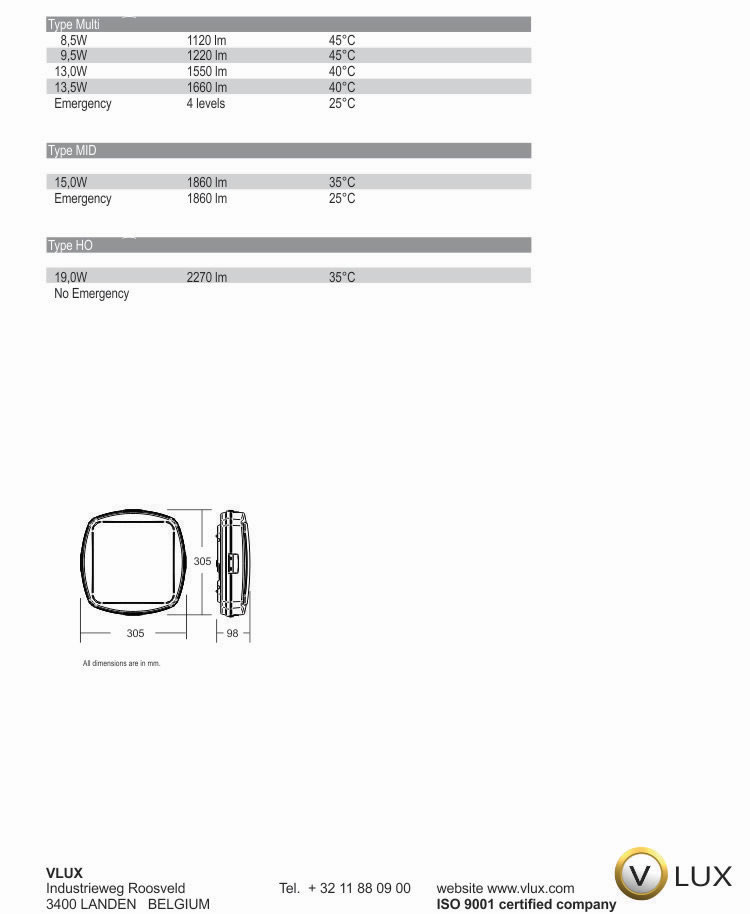 Type Multi
8,5W 1120 lm 45°C
9,5W 1220 lm 45°C
13,0W 1550 lm 40°C
13,5W 1660 lm 40°C
Emergency 4 levels 25°C
Type MID
15,0W 1860 lm 35°C
Emergency 1860 lm 25°C
Type HO
19,0W 2270 lm 35°C
No Emergency
305
305 98
All dimensions are in mm.
VLUX
Industrieweg Roosveld Tel. + 32 11 88 09 00 website www.vlux.com
3400 LANDEN BELGIUM ISO 9001 certified company
V LUX